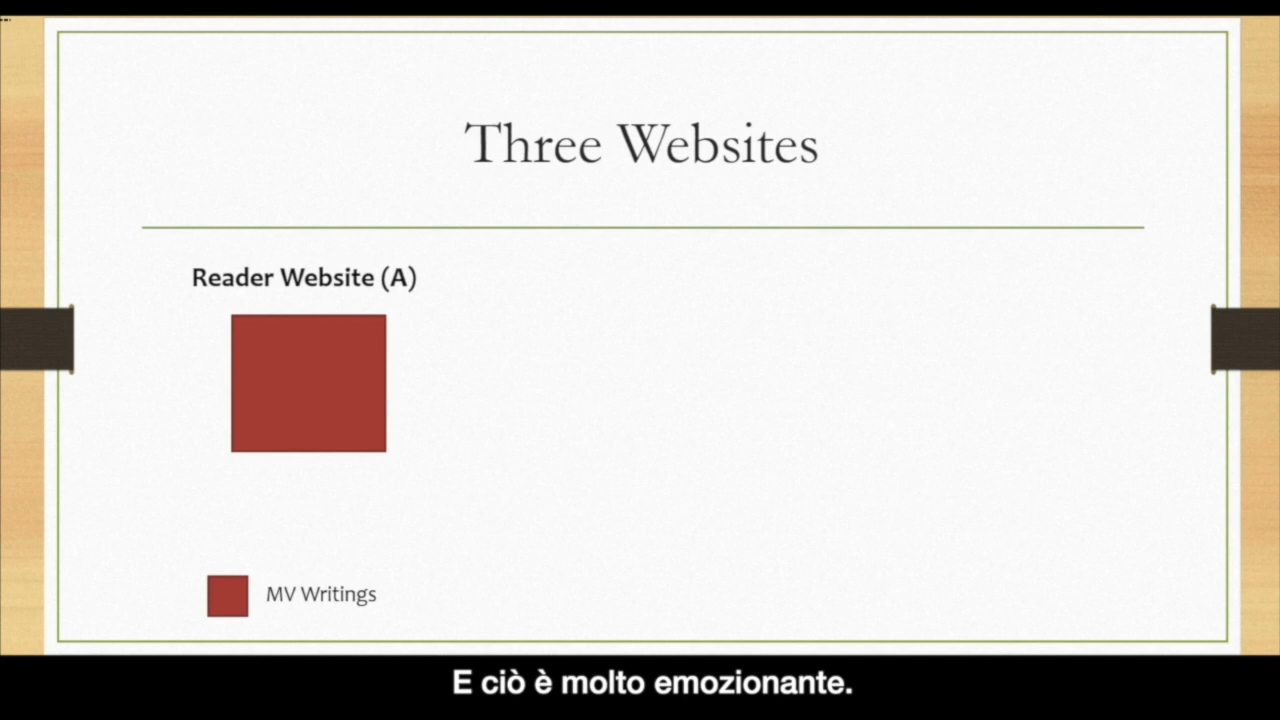 Three Websites
Reader Website (A)
MV Writings
E ciò è molto emozionante.